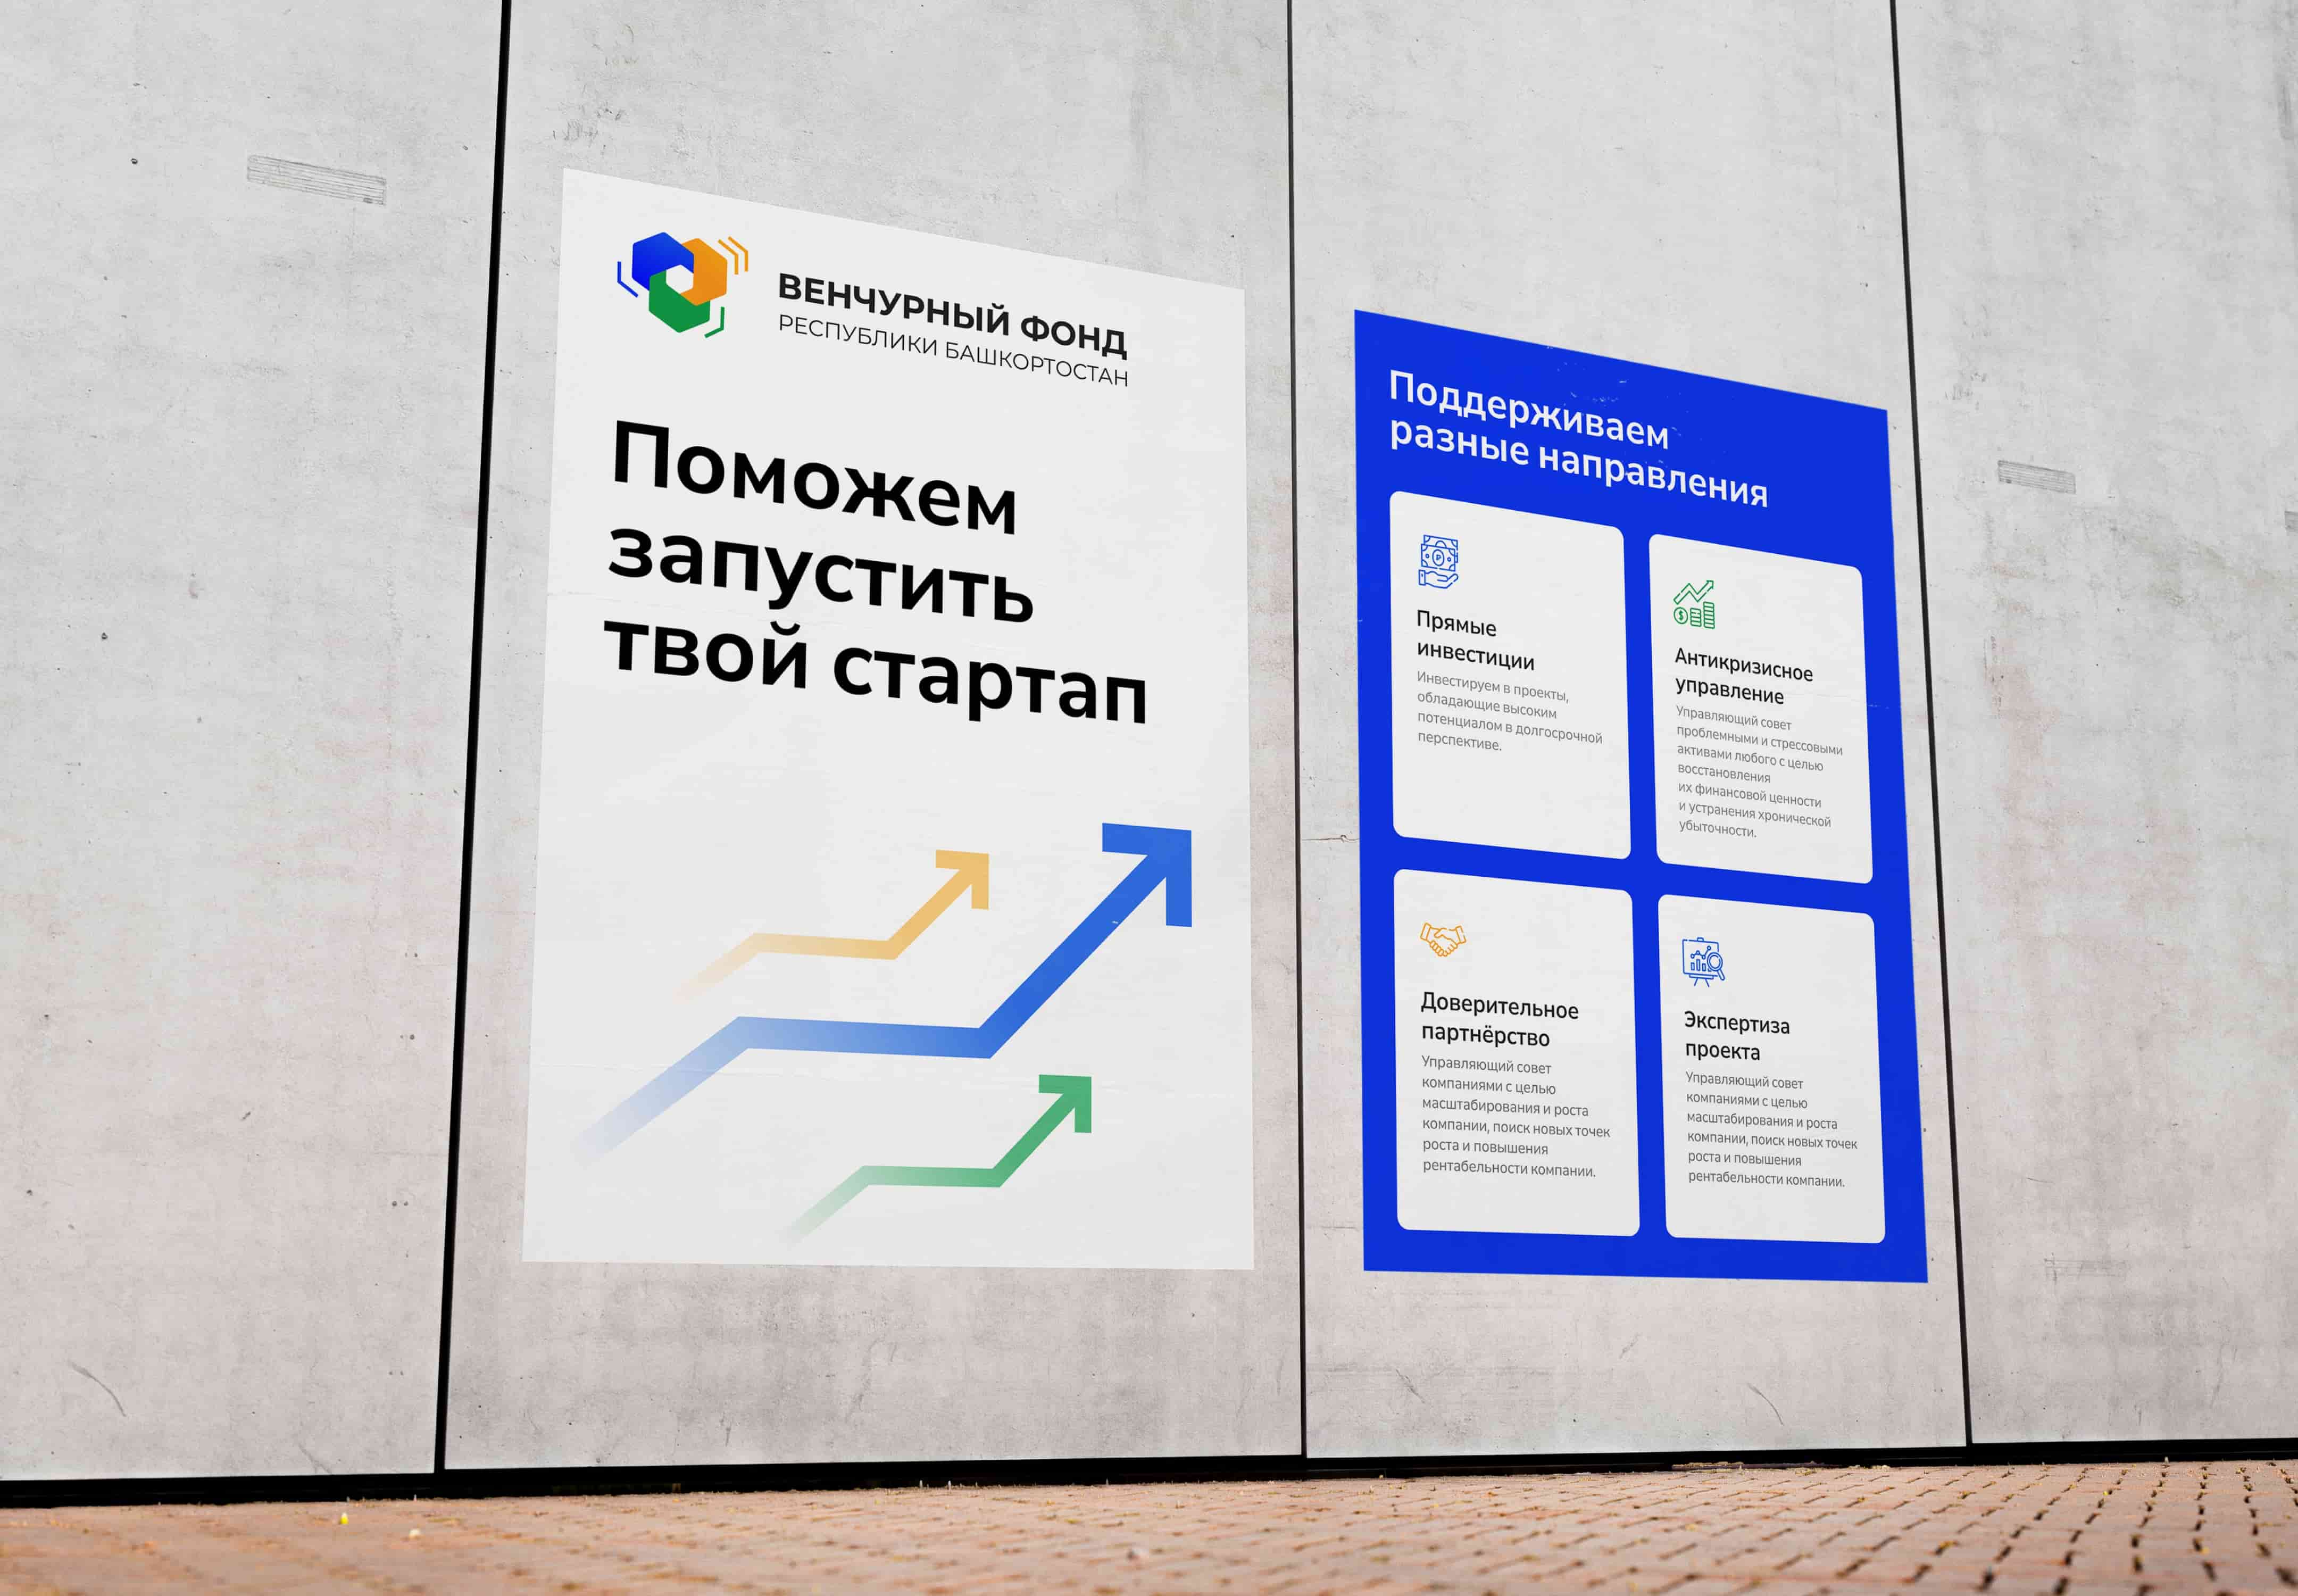 ВЕНЧУРНЫЙ ФОНД
РЕСПУБЛИКИ БАШКОРТОСТАН
Поможем
запустить
твой стартап
Поддерживаем
разные направления
Прямые
инвестиции
Инвестируем в проекты,
обладающие высоким
потенциалом в долгосрочной
перспективе.
Антикризисное
управление
Управляющий совет
проблемными и стрессовыми
активами любого с целью
восстановления
их финансовой ценности
и устранения хронической
убыточности.
Доверительное
партнёрство
Управляющий совет
компаниями с целью
масштабирования и роста
компании, поиск новых точек
роста и повышения
рентабельности компании.
Экспертиза
проекта
Управляющий совет
компаниями с целью
масштабирования и роста
компании, поиск новых точек
роста и повышения
рентабельности компании.